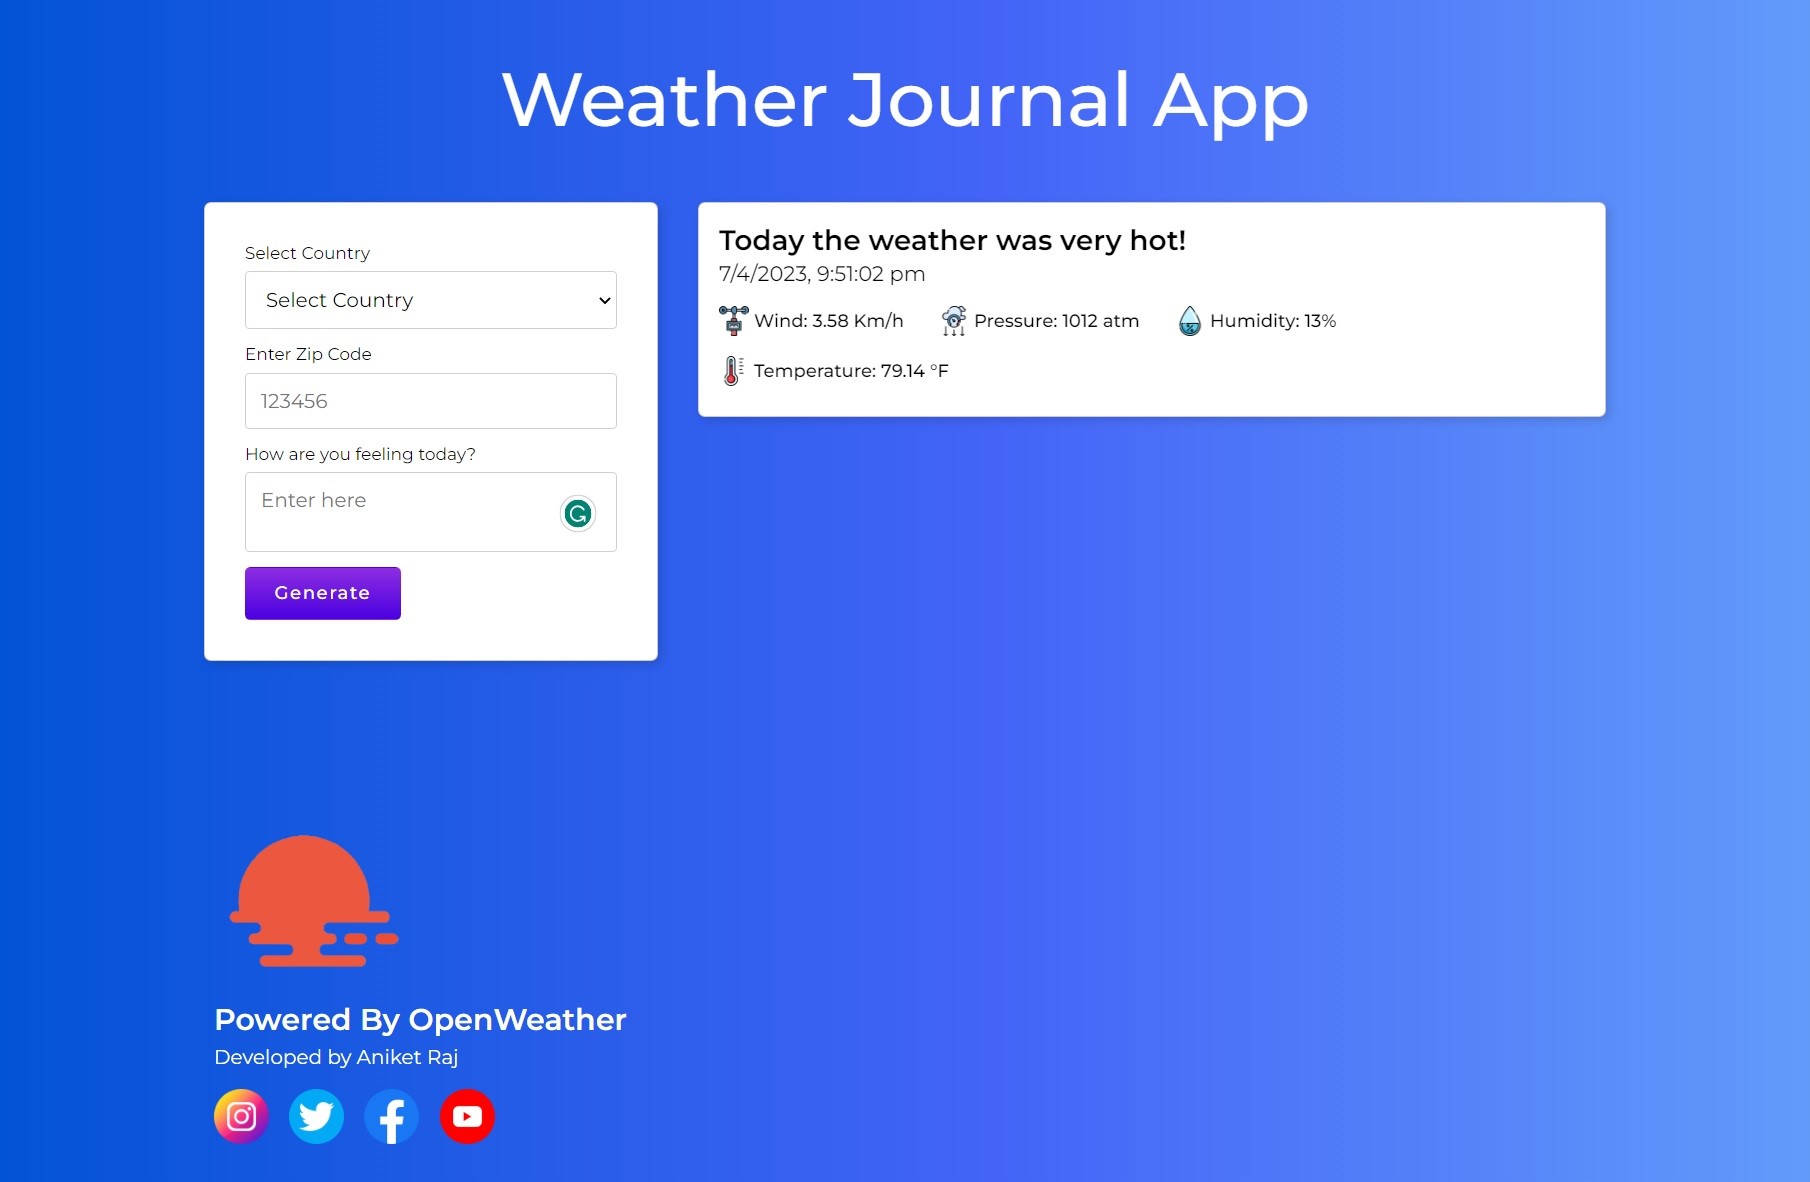 Weather Journal App
Select Country
Select Country
Enter Zip Code
123456
How are you feeling today?
Enter here
Generate
Today the weather was very hot!
7/4/2023, 9:51:02 pm
Wind: 3.58 Km/h Pressure: 1012 atm Humidity: 13%
Temperature: 79.14 °F
Powered By OpenWeather
Developed by Aniket Raj